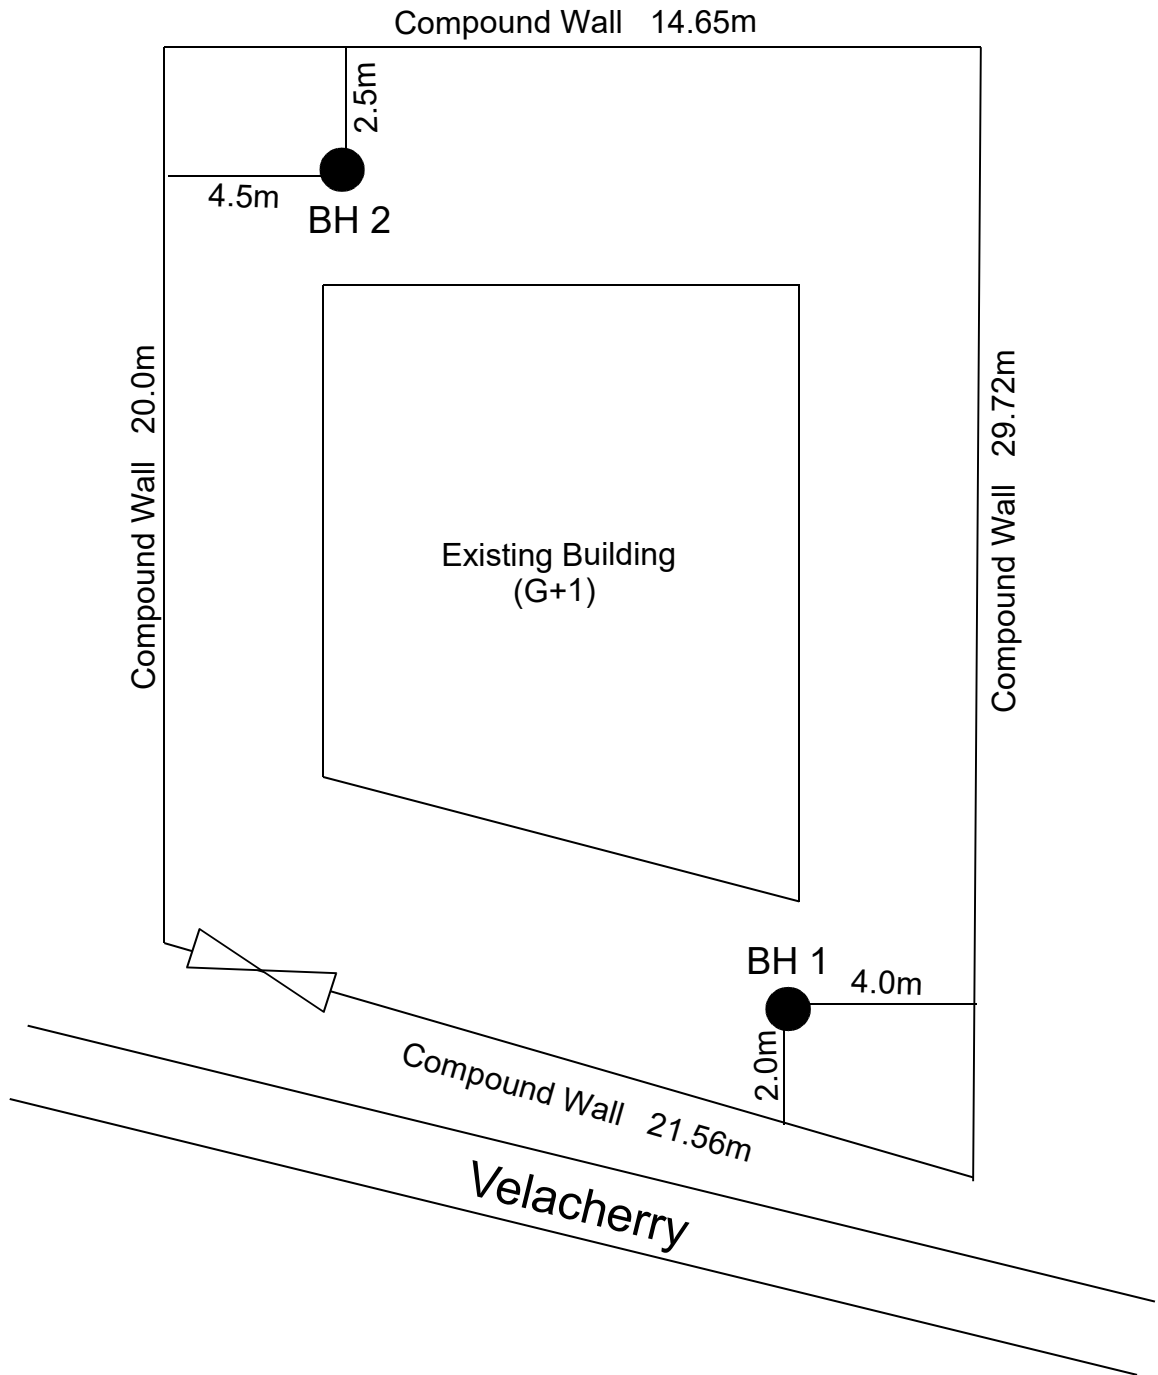 Compound Wall 14.65m
2.5m
4.5m
BH 2
Compound Wall 20.0m
Compound Wall 29.72m
Existing Building
(G+1)
BH 1
4.0m
2.0m
Compound Wall 21.56m
Velacherry